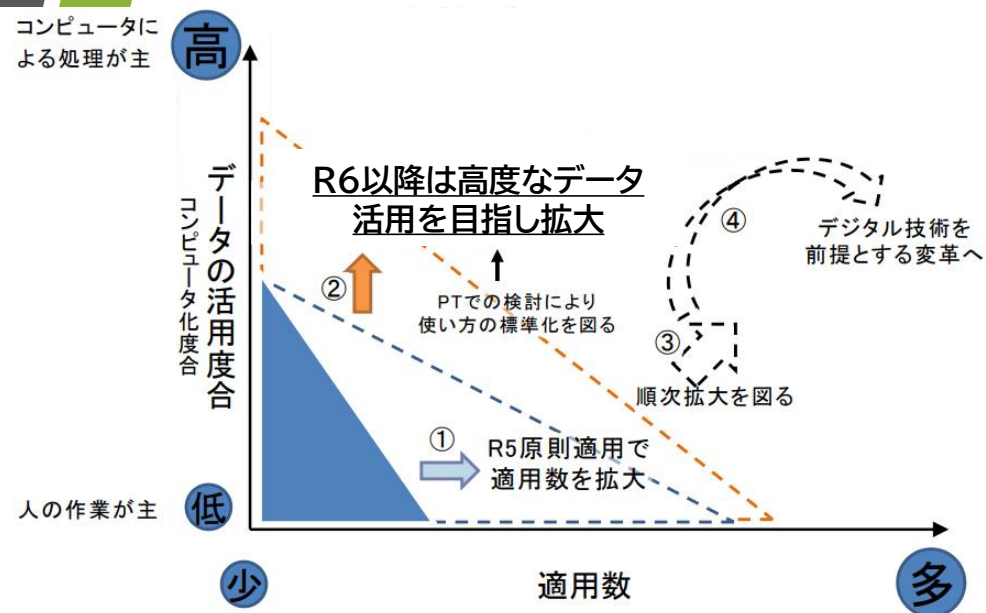 コンピュータに
よる処理が主
高
データの活用度合
コンピュータ化度合
R6以降は高度なデータ
活用を目指し拡大
②
PTでの検討により
使い方の標準化を図る
④
デジタル技術を
前提とする変革へ
③
順次拡大を図る
①
R5原則適用で
適用数を拡大
人の作業が主
低
少
適用数
多